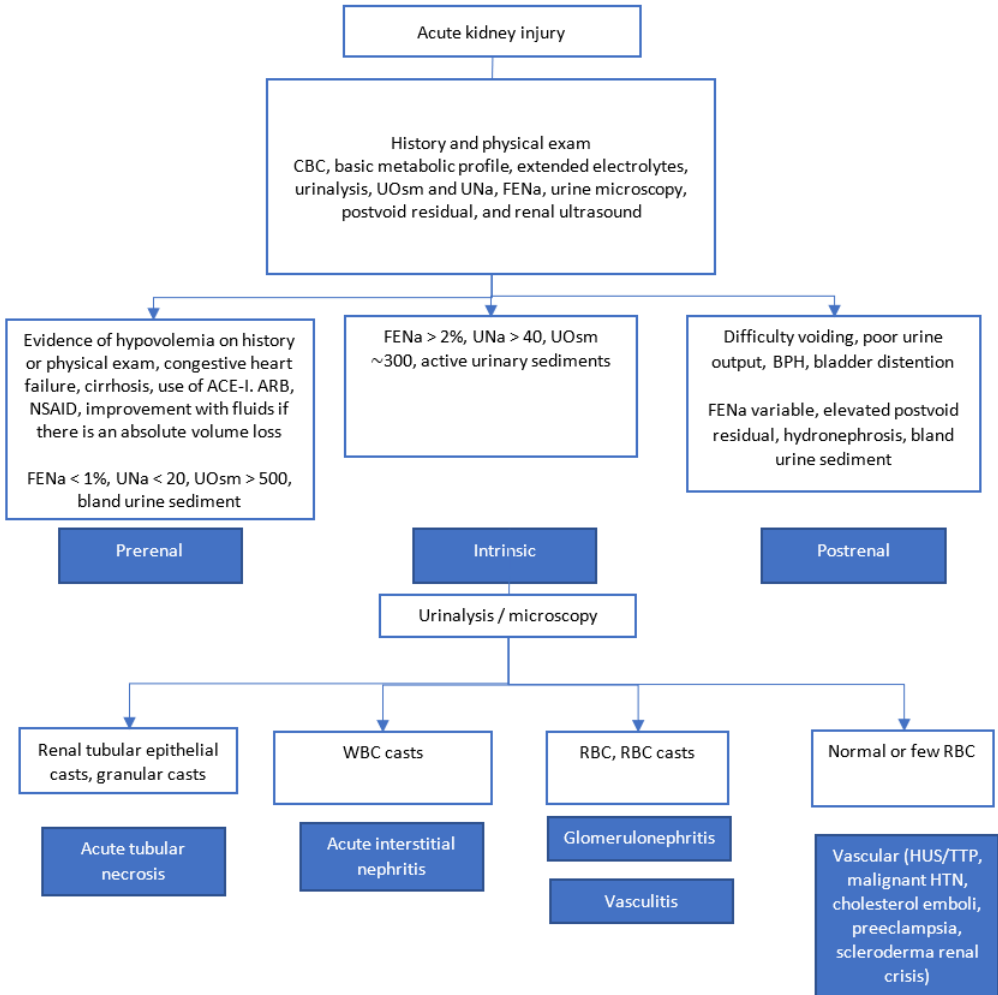 Acute kidney injury
History and physical exam
CBC, basic metabolic profile, extended electrolytes,
urinalysis, UOsm and UNa, FENa, urine microscopy,
postvoid residual, and renal ultrasound
Evidence of hypovolemia on history
or physical exam, congestive heart
failure, cirrhosis, use of ACE-I. ARB,
NSAID, improvement with fluids if
there is an absolute volume loss
FENa < 1%, UNa < 20, UOsm > 500,
bland urine sediment
Prerenal
FENa > 2%, UNa > 40, UOsm
~300, active urinary sediments
Intrinsic
Difficulty voiding, poor urine
output, BPH, bladder distention
FENa variable, elevated postvoid
residual, hydronephrosis, bland
urine sediment
Postrenal
Urinalysis / microscopy
Renal tubular epithelial
casts, granular casts
Acute tubular
necrosis
WBC casts
Acute interstitial
nephritis
RBC, RBC casts
Glomerulonephritis
Vasculitis
Normal or few RBC
Vascular (HUS/TTP,
malignant HTN,
cholesterol emboli,
preeclampsia,
scleroderma renal
crisis)